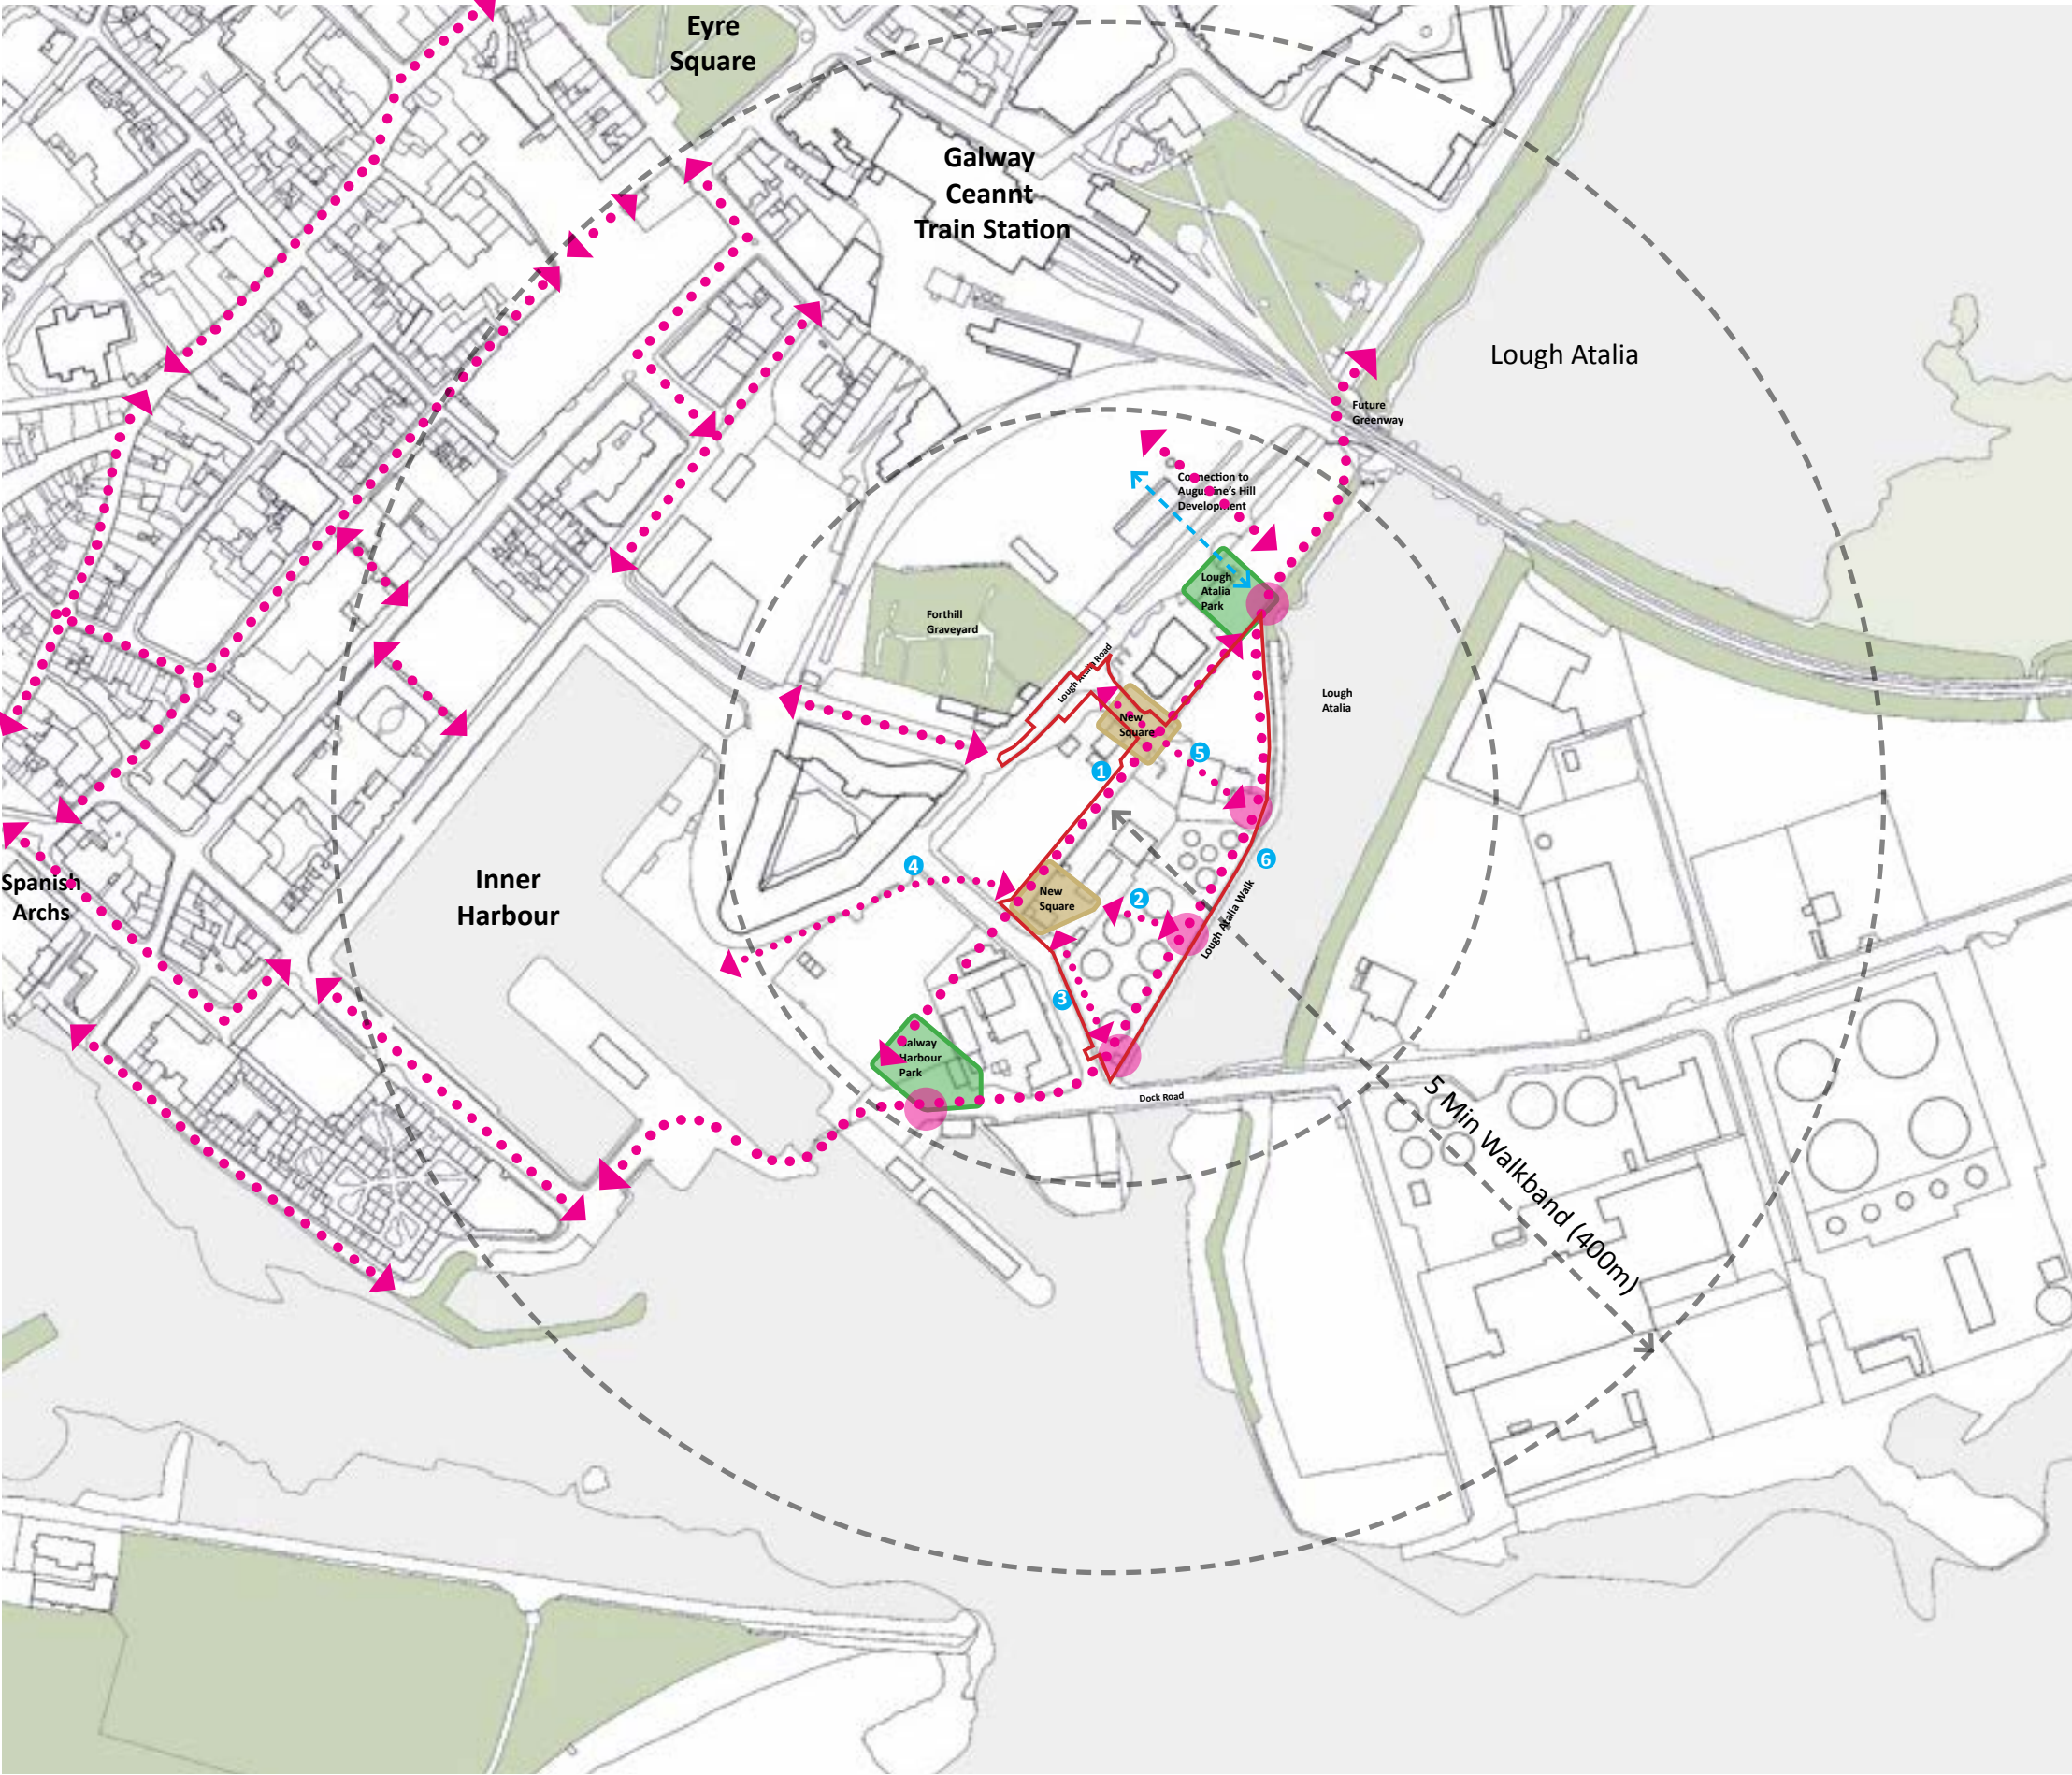 Eyre
Square
Galway
Ceannt
Train Station
Lough Atalia
Future
Greenway
Connection to
Augustine's Hill
Development
Lough
Atalia
Park
Forthill
Graveyard
Lough Atalia Road
Lough
Atalia
New
Square
5
1
6
4
Spanish
Archs
Inner
Harbour
New
Square
2
Lough Atalia Walk
3
Galway
Harbour
Park
Dock Road
5 Min Walkband (400m)